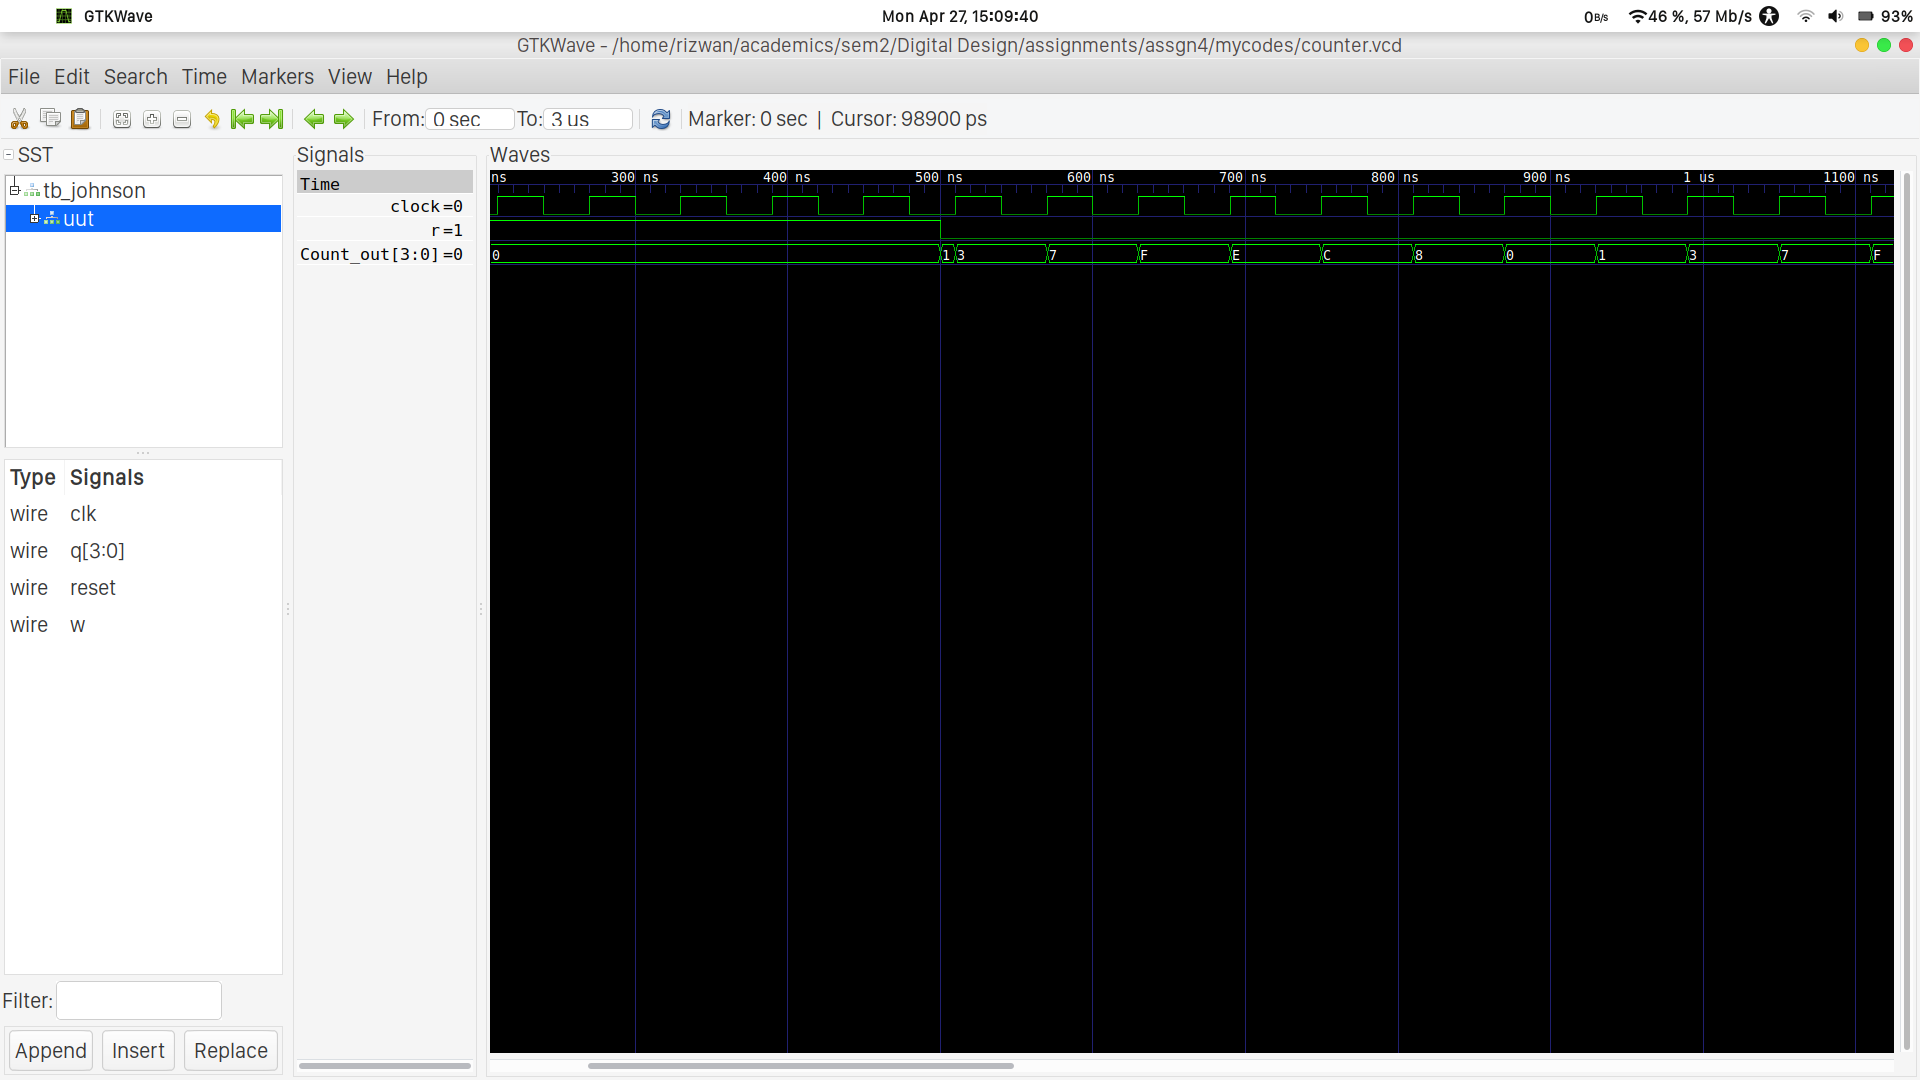 GTKWave
Mon Apr 27, 15:09:40
0 B/s 46 %, 57 Mb/s 93%
GTKWave - /home/rizwan/academics/sem2/Digital Design/assignments/assgn4/mycodes/counter.vcd
File Edit Search Time Markers View Help
From: 0 sec To: 3 us Marker: 0 sec | Cursor: 98900 ps
SST
tb_johnson
uut
Type Signals
wire clk
wire q[3:0]
wire reset
wire w
Filter:
Append Insert Replace
Signals
Time
clock=0
r=1
Count_out[3:0]=0
Waves
ns 300 ns 400 ns 500 ns 600 ns 700 ns 800 ns 900 ns 1 us 1100 ns
0 1 3 7 F E C 8 0 1 3 7 F